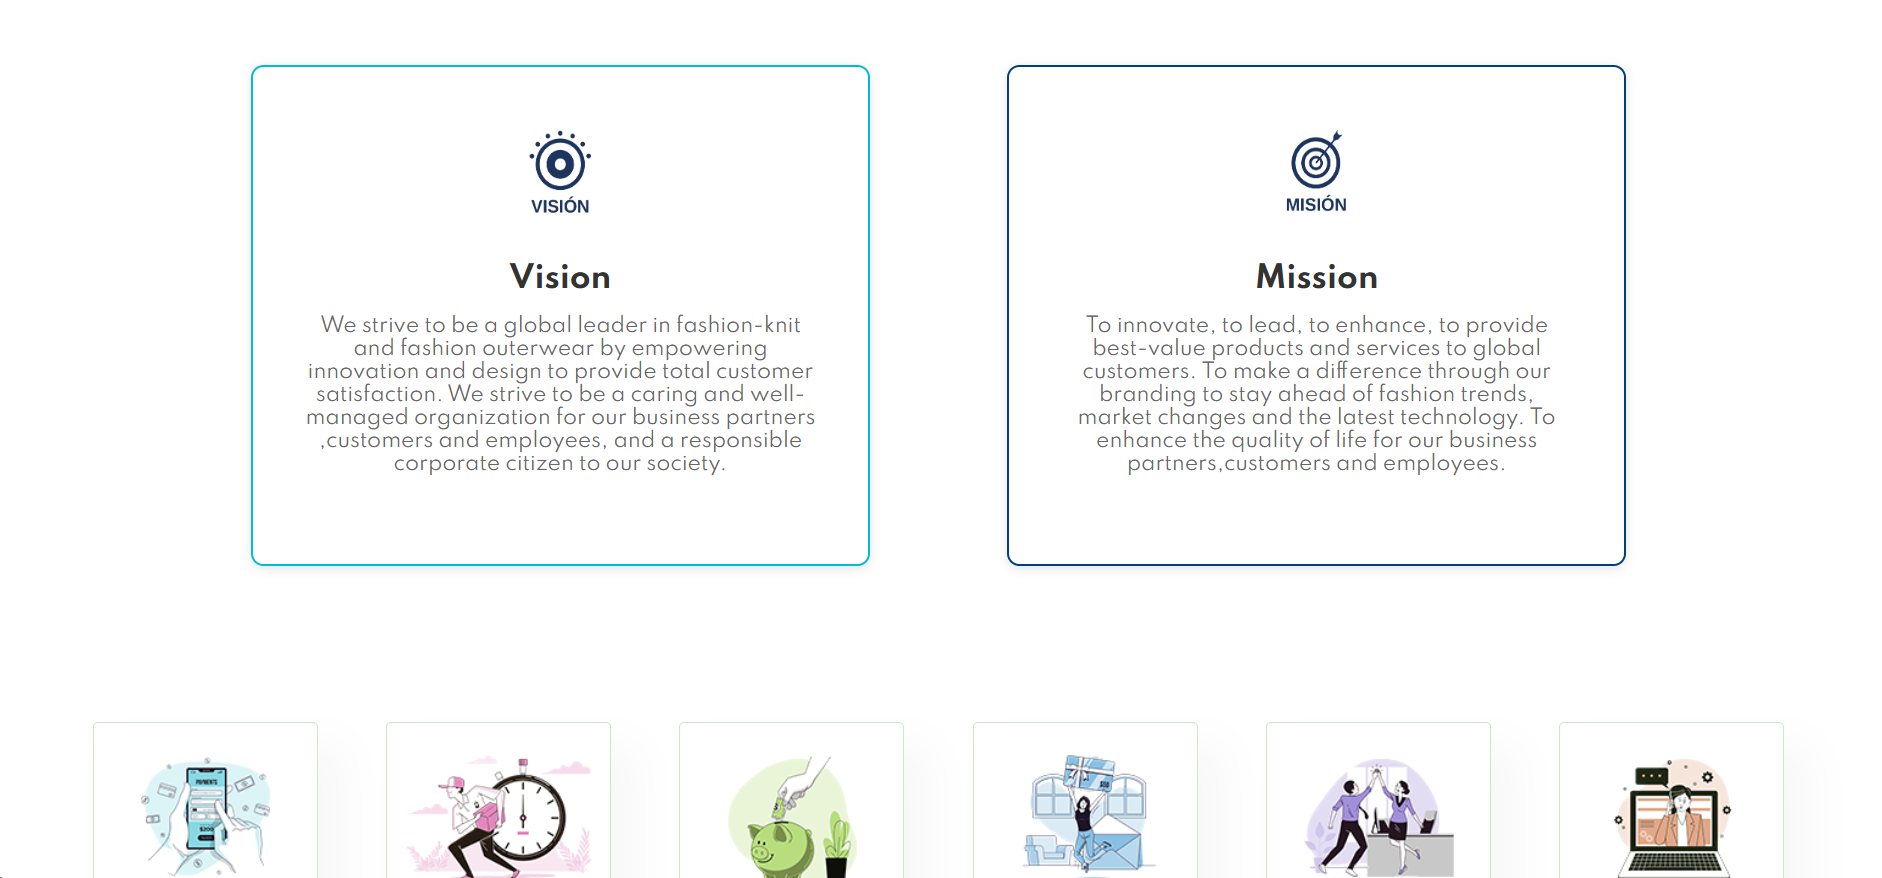 VISIÓN
Vision
We strive to be a global leader in fashion-knit
and fashion outerwear by empowering
innovation and design to provide total customer
satisfaction. We strive to be a caring and well-
managed organization for our business partners
,customers and employees, and a responsible
corporate citizen to our society.
MISIÓN
Mission
To innovate, to lead, to enhance, to provide
best-value products and services to global
customers. To make a difference through our
branding to stay ahead of fashion trends,
market changes and the latest technology. To
enhance the quality of life for our business
partners,customers and employees.
PAYMENTS
$200